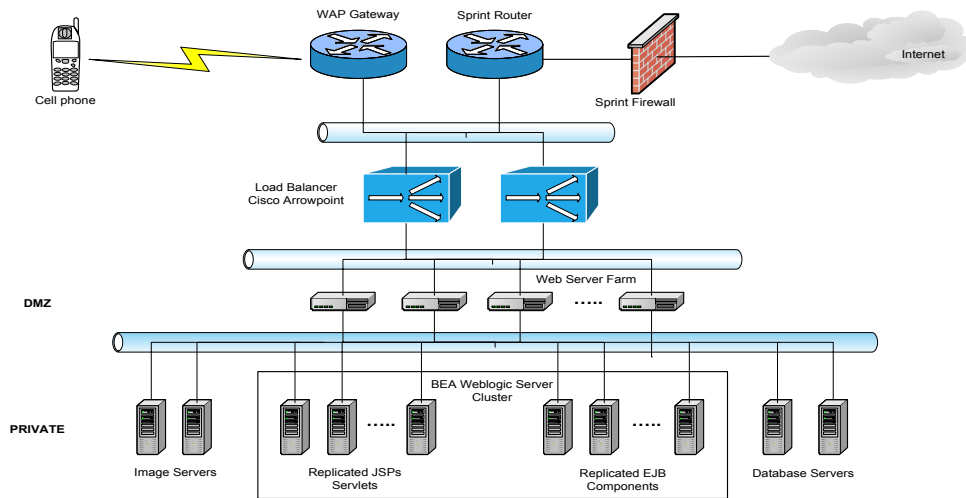 WAP Gateway
Sprint Router
Internet
Cell phone
Sprint Firewall
Load Balancer
Cisco Arrowpoint
Web Server Farm
DMZ
BEA Weblogic Server
Cluster
PRIVATE
Image Servers
Replicated JSPs
Servlets
Replicated EJB
Components
Database Servers